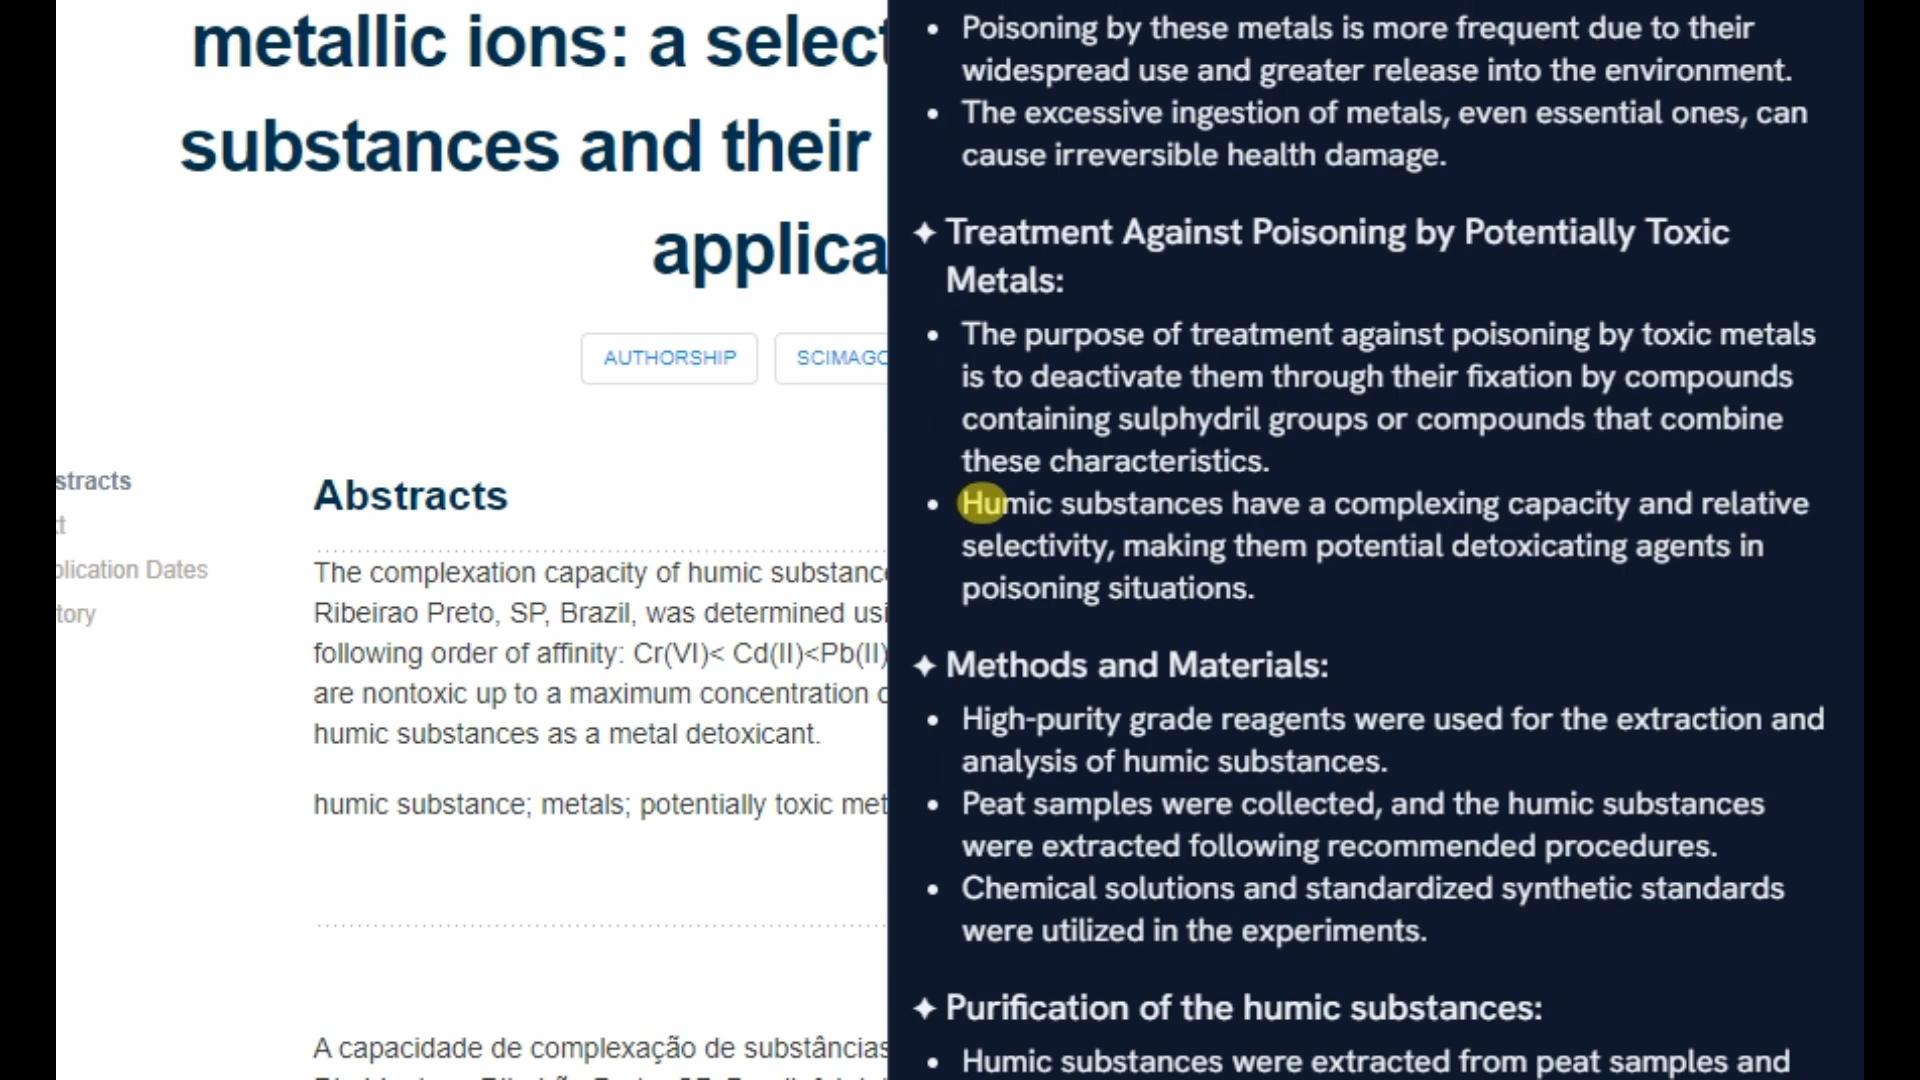 metallic ions: a select
substances and their
applica
AUTHORSHIP
SCIMAGO
stracts
t
plication Dates
tory
Abstracts
The complexation capacity of humic substance
Ribeirao Preto, SP, Brazil, was determined usi
following order of affinity: Cr(VI)< Cd(II)<Pb(II)
are nontoxic up to a maximum concentration o
humic substances as a metal detoxicant.
humic substance; metals; potentially toxic met
A capacidade de complexação de substâncias
• Poisoning by these metals is more frequent due to their
widespread use and greater release into the environment.
• The excessive ingestion of metals, even essential ones, can
cause irreversible health damage.
✦ Treatment Against Poisoning by Potentially Toxic
Metals:
• The purpose of treatment against poisoning by toxic metals
is to deactivate them through their fixation by compounds
containing sulphydril groups or compounds that combine
these characteristics.
• Humic substances have a complexing capacity and relative
selectivity, making them potential detoxicating agents in
poisoning situations.
✦ Methods and Materials:
• High-purity grade reagents were used for the extraction and
analysis of humic substances.
• Peat samples were collected, and the humic substances
were extracted following recommended procedures.
• Chemical solutions and standardized synthetic standards
were utilized in the experiments.
✦ Purification of the humic substances:
• Humic substances were extracted from peat samples and